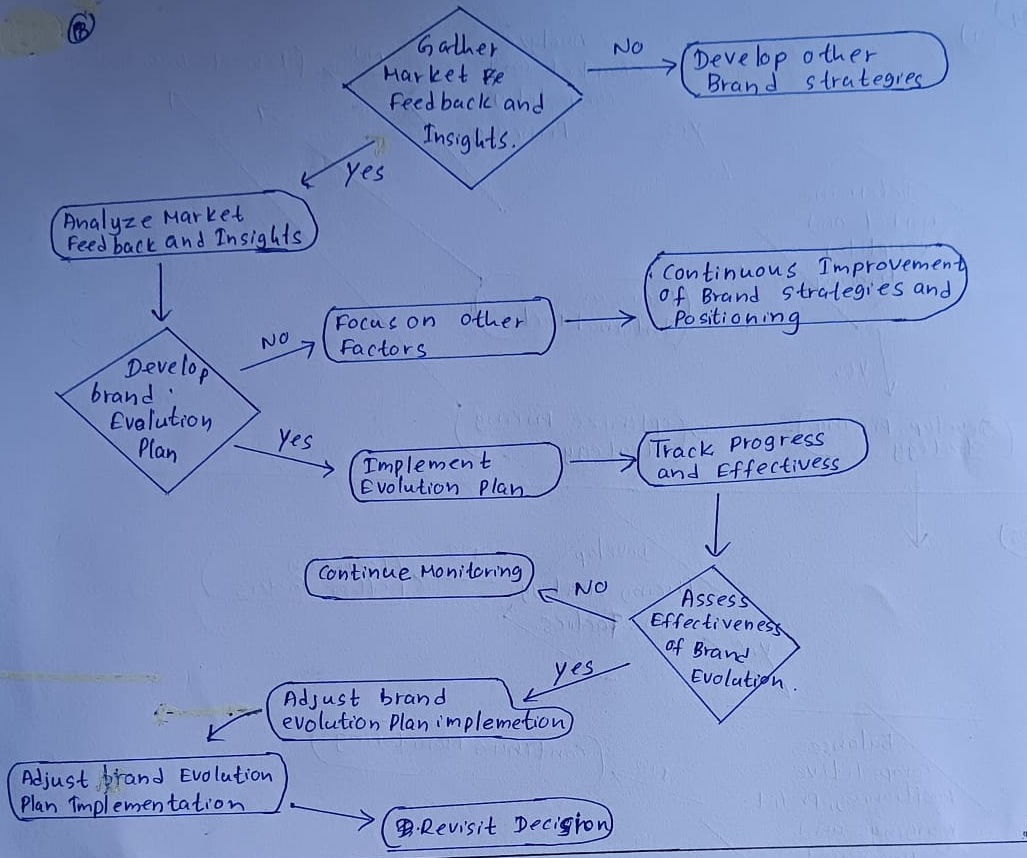 B
Gather
Market Be
Feedback and
Insights.
NO
Develop other
Brand strategies
Yes
Analyze Market
Feedback and Insights
Develop
brand
Evolution
Plan
NO
Focus on other
Factors
Continuous Improvement
of Brand strategies and
Positioning
Yes
Implement
Evolution Plan
Track Progress
and Effectivess
Assess
Effectiveness
of Brand
Evolution.
NO
Continue Monitoring
Yes
Adjust brand
evolution Plan implemetion
Adjust brand Evolution
Plan Implementation
Revisit Decision